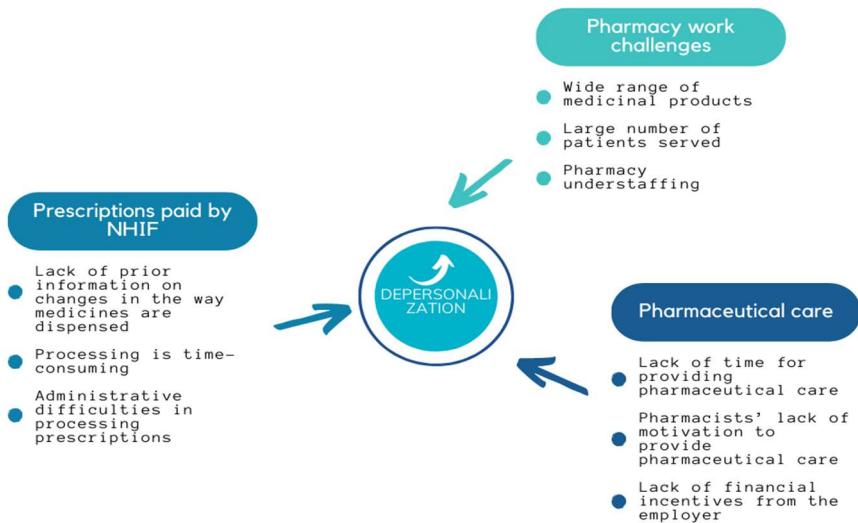 Pharmacy work
challenges
Wide range of
medicinal products
Large number of
patients served
Pharmacy
understaffing
Prescriptions paid by
NHIF
Lack of prior
information on
changes in the way
medicines are
dispensed
Processing is time-
consuming
Administrative
difficulties in
processing
prescriptions
DEPERSONALI
ZATION
Pharmaceutical care
Lack of time for
providing
pharmaceutical care
Pharmacists’ lack of
motivation to
provide
pharmaceutical care
Lack of financial
incentives from the
employer